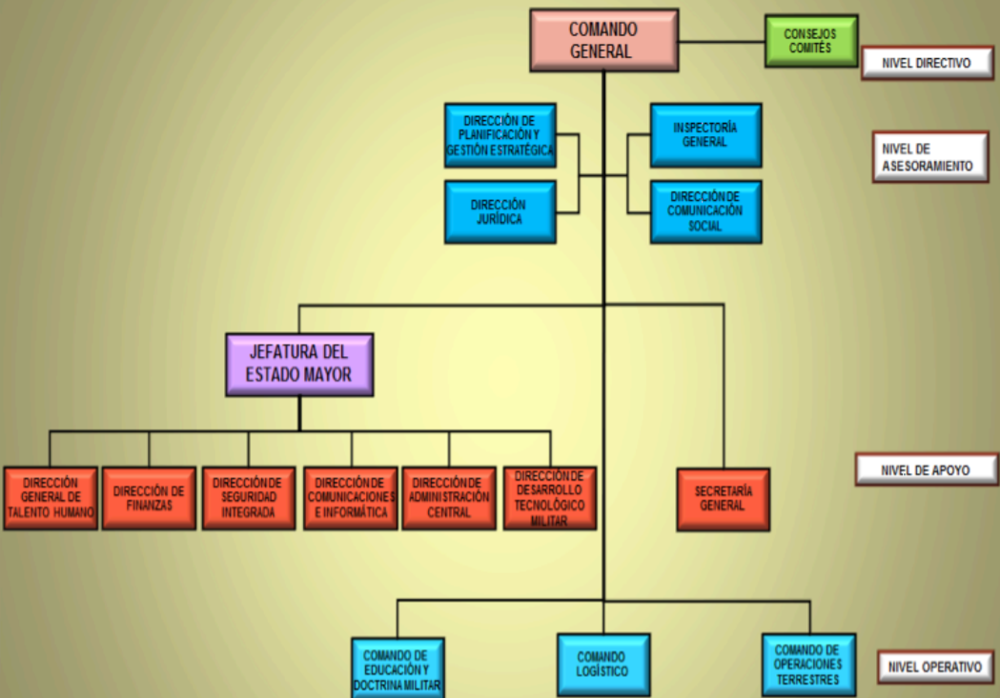 COMANDO
GENERAL
CONSEJOS
COMITÉS
NIVEL DIRECTIVO
DIRECCIÓN DE
PLANIFICACIÓN Y
GESTIÓN ESTRATÉGICA
INSPECTORÍA
GENERAL
NIVEL DE
ASESORAMIENTO
DIRECCIÓN
JURÍDICA
DIRECCIÓN DE
COMUNICACIÓN
SOCIAL
JEFATURA DEL
ESTADO MAYOR
DIRECCIÓN
GENERAL DE
TALENTO HUMANO
DIRECCIÓN DE
FINANZAS
DIRECCIÓN DE
SEGURIDAD
INTEGRADA
DIRECCIÓN DE
COMUNICACIONES
E INFORMÁTICA
DIRECCIÓN DE
ADMINISTRACIÓN
CENTRAL
DIRECCIÓN DE
DESARROLLO
TECNOLÓGICO
MILITAR
SECRETARÍA
GENERAL
NIVEL DE APOYO
COMANDO DE
EDUCACIÓN Y
DOCTRINA MILITAR
COMANDO
LOGÍSTICO
COMANDO DE
OPERACIONES
TERRESTRES
NIVEL OPERATIVO